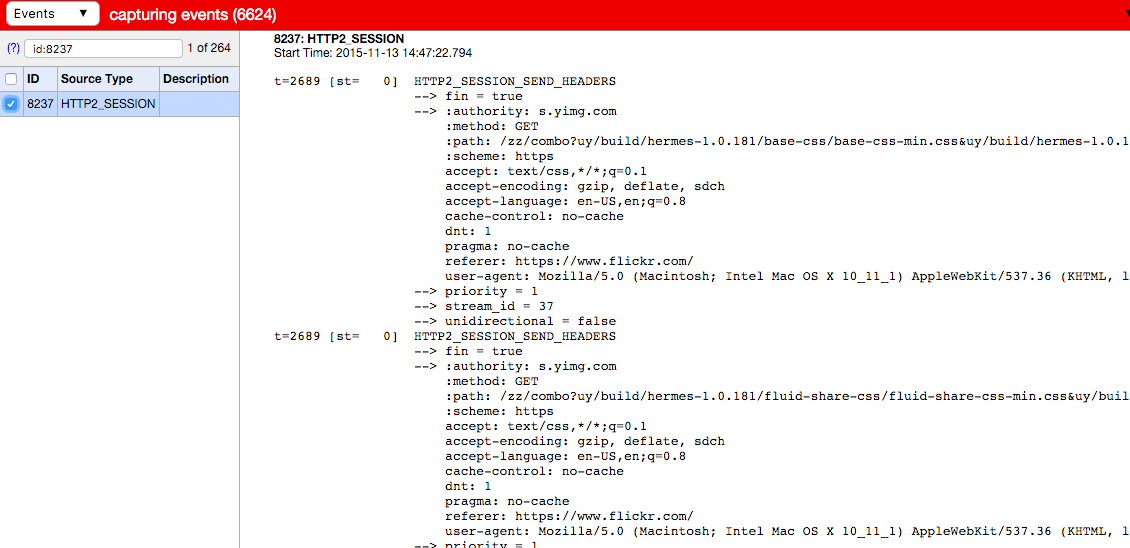 Events ▼ capturing events (6624)
(?) id:8237 1 of 264
ID Source Type Description
8237 HTTP2_SESSION
8237: HTTP2_SESSION
Start Time: 2015-11-13 14:47:22.794
t=2689 [st=   0]  HTTP2_SESSION_SEND_HEADERS
--> fin = true
--> :authority: s.yimg.com
:method: GET
:path: /zz/combo?uy/build/hermes-1.0.181/base-css/base-css-min.css&uy/build/hermes-1.0.1
:scheme: https
accept: text/css,*/*;q=0.1
accept-encoding: gzip, deflate, sdch
accept-language: en-US,en;q=0.8
cache-control: no-cache
dnt: 1
pragma: no-cache
referer: https://www.flickr.com/
user-agent: Mozilla/5.0 (Macintosh; Intel Mac OS X 10_11_1) AppleWebKit/537.36 (KHTML, l
--> priority = 1
--> stream_id = 37
--> unidirectional = false
t=2689 [st=   0]  HTTP2_SESSION_SEND_HEADERS
--> fin = true
--> :authority: s.yimg.com
:method: GET
:path: /zz/combo?uy/build/hermes-1.0.181/fluid-share-css/fluid-share-css-min.css&uy/buil
:scheme: https
accept: text/css,*/*;q=0.1
accept-encoding: gzip, deflate, sdch
accept-language: en-US,en;q=0.8
cache-control: no-cache
dnt: 1
pragma: no-cache
referer: https://www.flickr.com/
user-agent: Mozilla/5.0 (Macintosh; Intel Mac OS X 10_11_1) AppleWebKit/537.36 (KHTML, l
--> priority = 1